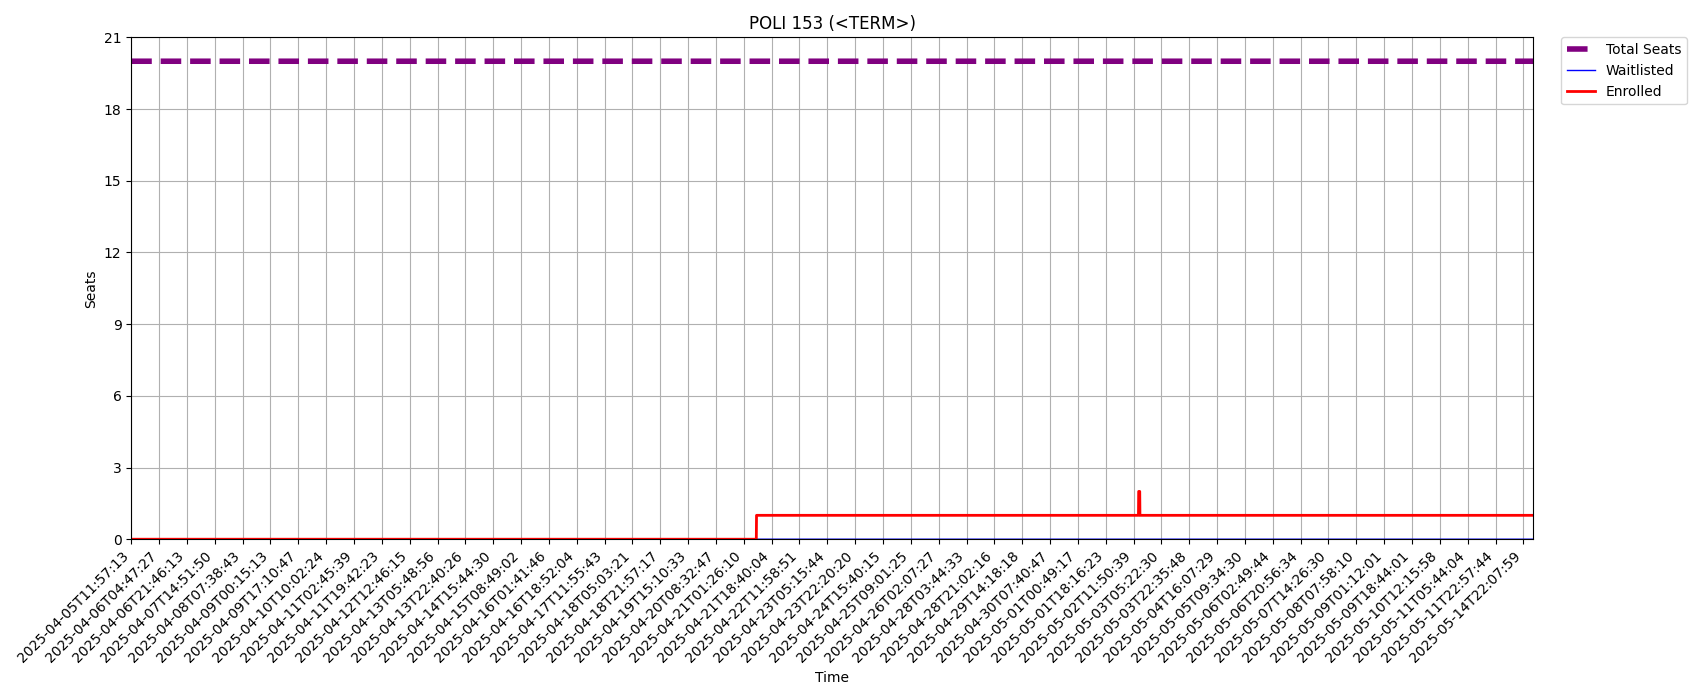 POLI 153 (<TERM>)
Total Seats
Waitlisted
Enrolled
21
18
15
12
9
6
3
0
Seats
2025-04-05T11:57:13
2025-04-06T04:47:27
2025-04-06T21:46:13
2025-04-07T14:51:50
2025-04-08T07:38:43
2025-04-09T00:15:13
2025-04-09T17:10:47
2025-04-10T10:02:24
2025-04-11T02:45:39
2025-04-11T19:42:23
2025-04-12T12:46:15
2025-04-13T05:48:56
2025-04-13T22:40:26
2025-04-14T15:44:30
2025-04-15T08:49:02
2025-04-16T01:41:46
2025-04-16T18:52:04
2025-04-17T11:55:43
2025-04-18T05:03:21
2025-04-18T21:57:17
2025-04-19T15:10:33
2025-04-20T08:32:47
2025-04-21T01:26:10
2025-04-21T18:40:04
2025-04-22T11:58:51
2025-04-23T05:15:44
2025-04-23T22:20:20
2025-04-24T15:40:15
2025-04-25T09:01:25
2025-04-26T02:07:27
2025-04-28T03:44:33
2025-04-28T21:02:16
2025-04-29T14:18:18
2025-04-30T07:40:47
2025-05-01T00:49:17
2025-05-01T18:16:23
2025-05-02T11:50:39
2025-05-03T05:22:30
2025-05-03T22:35:48
2025-05-04T16:07:29
2025-05-05T09:34:30
2025-05-06T02:49:44
2025-05-06T20:56:34
2025-05-07T14:26:30
2025-05-08T07:58:10
2025-05-09T01:12:01
2025-05-09T18:44:01
2025-05-10T12:15:58
2025-05-11T05:44:04
2025-05-11T22:57:44
2025-05-14T22:07:59
Time